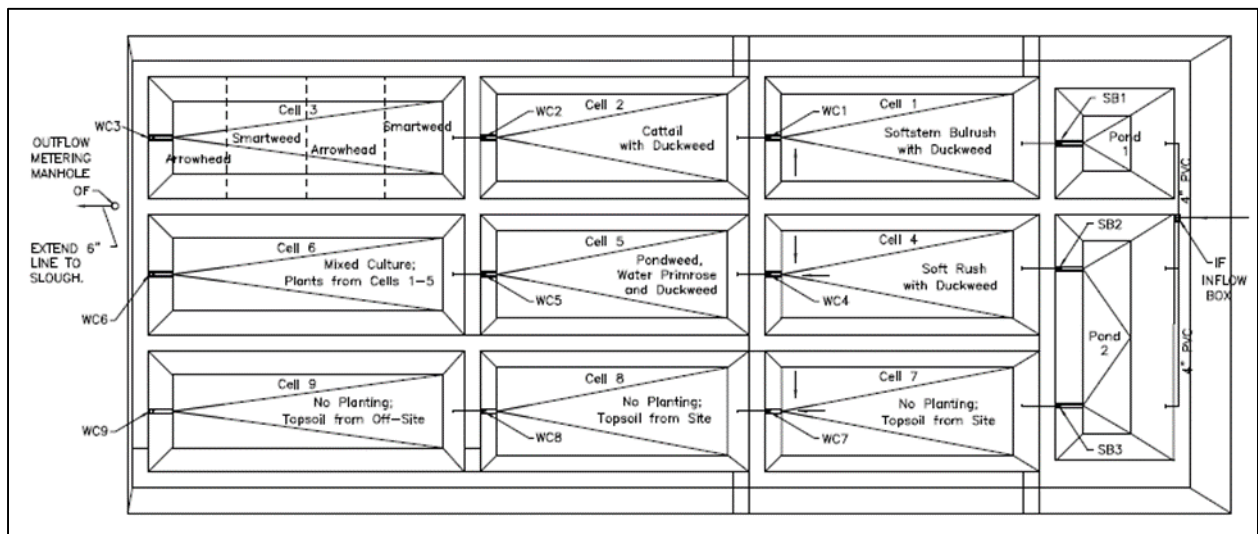 WC3
OUTFLOW
METERING
MANHOLE
OF
EXTEND 6"
LINE TO
SLOUGH.
Cell 3
Smartweed
Smartweed
Arrowhead
Arrowhead
WC2
Cell 2
Cattail
with Duckweed
WC1
Cell 1
Softstem Bulrush
with Duckweed
SB1
Pond
1
4" PVC
IF
INFLOW
BOX
Cell 6
Mixed Culture;
Plants from Cells 1-5
WC6
Cell 5
Pondweed,
Water Primrose
and Duckweed
WC5
Cell 4
Soft Rush
with Duckweed
WC4
SB2
Pond
2
4" PVC
SB3
Cell 9
No Planting;
Topsoil from Off-Site
WC9
Cell 8
No Planting;
Topsoil from Site
WC8
Cell 7
No Planting;
Topsoil from Site
WC7